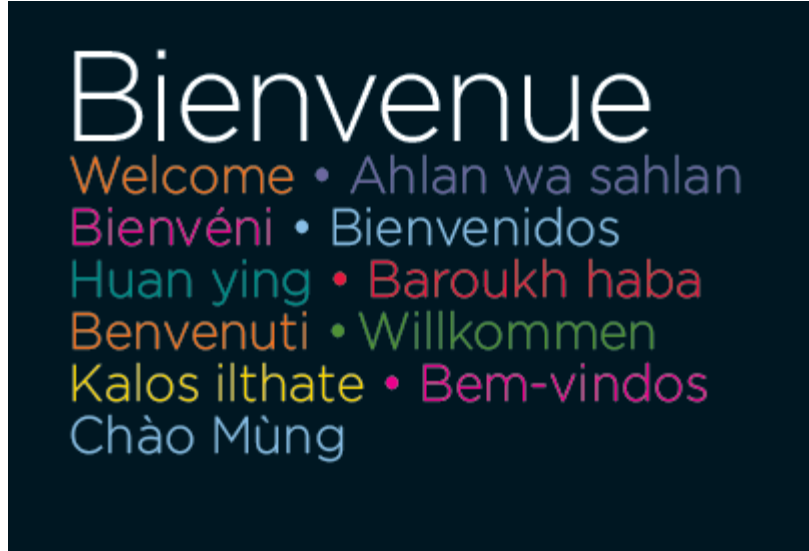 Bienvenue
Welcome • Ahlan wa sahlan
Bienvéni • Bienvenidos
Huan ying • Baroukh haba
Benvenuti • Willkommen
Kalos ilthate • Bem-vindos
Chào Mùng